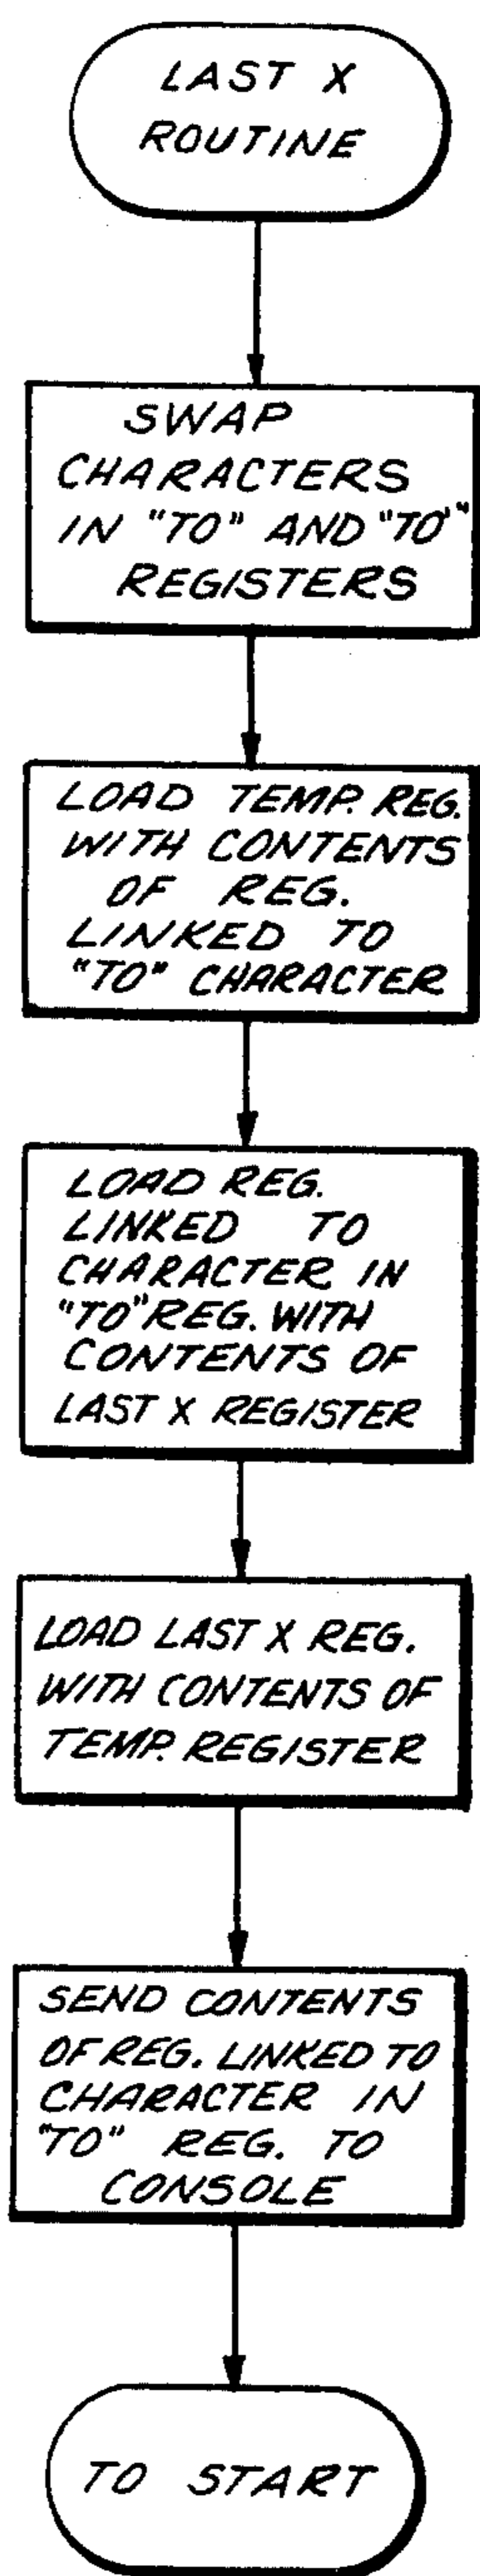 LAST X
ROUTINE
SWAP
CHARACTERS
IN "TO" AND "TO'"
REGISTERS
LOAD TEMP. REG.
WITH CONTENTS
OF REG.
LINKED TO
"TO" CHARACTER
LOAD REG.
LINKED TO
CHARACTER IN
"TO" REG. WITH
CONTENTS OF
LAST X REGISTER
LOAD LAST X REG.
WITH CONTENTS OF
TEMP. REGISTER
SEND CONTENTS
OF REG. LINKED TO
CHARACTER IN
"TO" REG. TO
CONSOLE
TO START